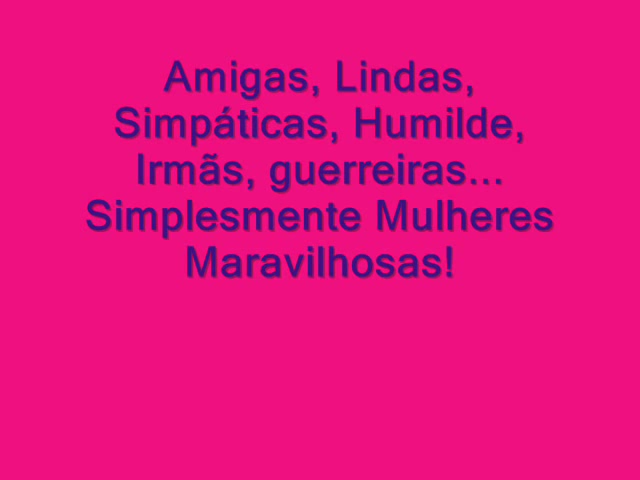 Amigas, Lindas,
Simpáticas, Humilde,
Irmãs, guerreiras...
Simplesmente Mulheres
Maravilhosas!